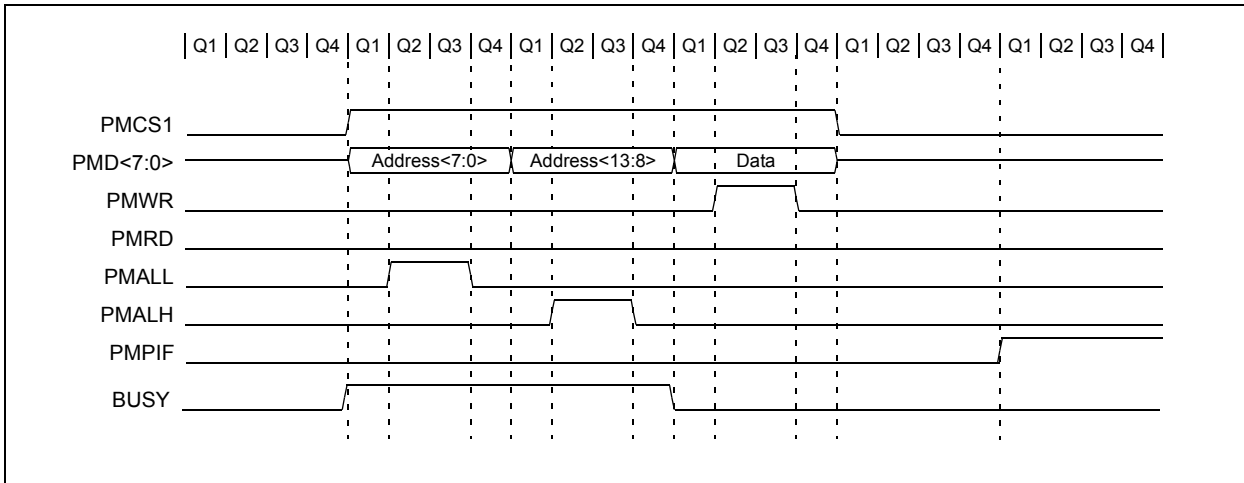 Q1 Q2 Q3 Q4 Q1 Q2 Q3 Q4 Q1 Q2 Q3 Q4 Q1 Q2 Q3 Q4 Q1 Q2 Q3 Q4 Q1 Q2 Q3 Q4
PMCS1
PMD<7:0> Address<7:0> Address<13:8> Data
PMWR
PMRD
PMALL
PMALH
PMPIF
BUSY